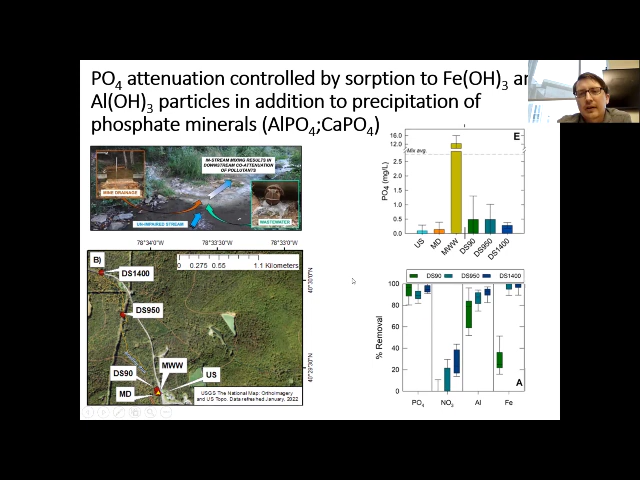 PO4 attenuation controlled by sorption to Fe(OH)3 an
Al(OH)3 particles in addition to precipitation of
phosphate minerals (AlPO4;CaPO4)
IN-STREAM MIXING RESULTS IN
DOWNSTREAM CO-ATTENUATION
OF POLLUTANTS
MINE DRAINAGE
UN-IMPAIRED STREAM
WASTEWATER
78°34'0"W 78°33'30"W 78°33'0"W
B)
0 0.275 0.55 1.1 Kilometers
DS1400
DS950
MWW
DS90
US
MD
40°30'0"N
40°29'30"N
USGS The National Map: Orthoimagery
and US Topo. Data refreshed January, 2022
E
16.0
12.0
Mix avg.
2.5
2.0
1.5
1.0
0.5
0.0
PO4 (mg/L)
US MD MWW DS90 DS950 DS1400
DS90 DS950 DS1400
100
80
60
40
20
0
% Removal
A
PO4 NO3 Al Fe